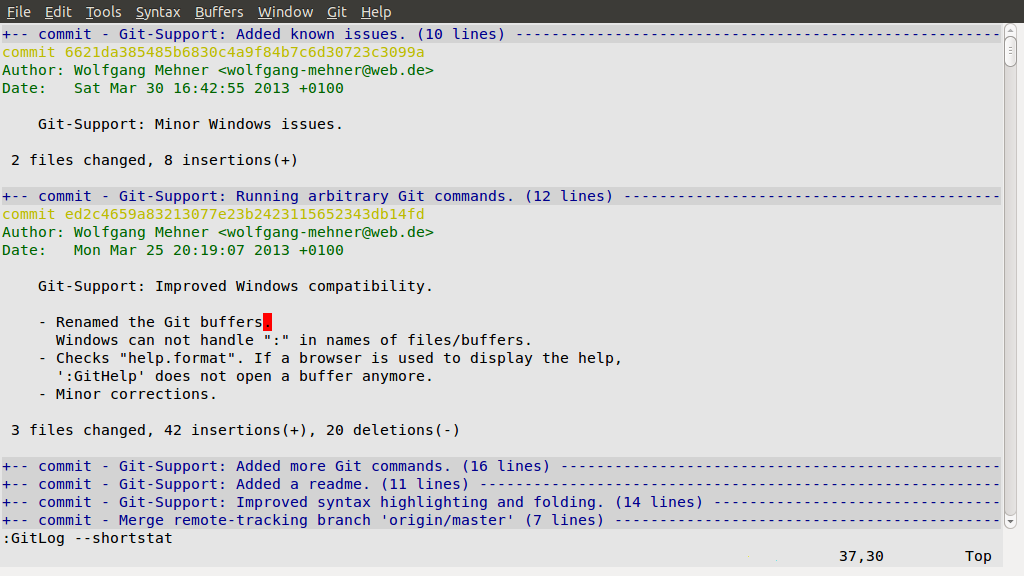 File Edit Tools Syntax Buffers Window Git Help
+-- commit - Git-Support: Added known issues. (10 lines) ------------------------------------------------------
commit 6621da385485b6830c4a9f84b7c6d30723c3099a
Author: Wolfgang Mehner <wolfgang-mehner@web.de>
Date:   Sat Mar 30 16:42:55 2013 +0100
    Git-Support: Minor Windows issues.
 2 files changed, 8 insertions(+)
+-- commit - Git-Support: Running arbitrary Git commands. (12 lines) ------------------------------------------
commit ed2c4659a83213077e23b2423115652343db14fd
Author: Wolfgang Mehner <wolfgang-mehner@web.de>
Date:   Mon Mar 25 20:19:07 2013 +0100
    Git-Support: Improved Windows compatibility.
    - Renamed the Git buffers.
      Windows can not handle ":" in names of files/buffers.
    - Checks "help.format". If a browser is used to display the help,
      ':GitHelp' does not open a buffer anymore.
    - Minor corrections.
 3 files changed, 42 insertions(+), 20 deletions(-)
+-- commit - Git-Support: Added more Git commands. (16 lines) -------------------------------------------------
+-- commit - Git-Support: Added a readme. (11 lines) ----------------------------------------------------------
+-- commit - Git-Support: Improved syntax highlighting and folding. (14 lines) --------------------------------
+-- commit - Merge remote-tracking branch 'origin/master' (7 lines) -------------------------------------------
:GitLog --shortstat
37,30 Top